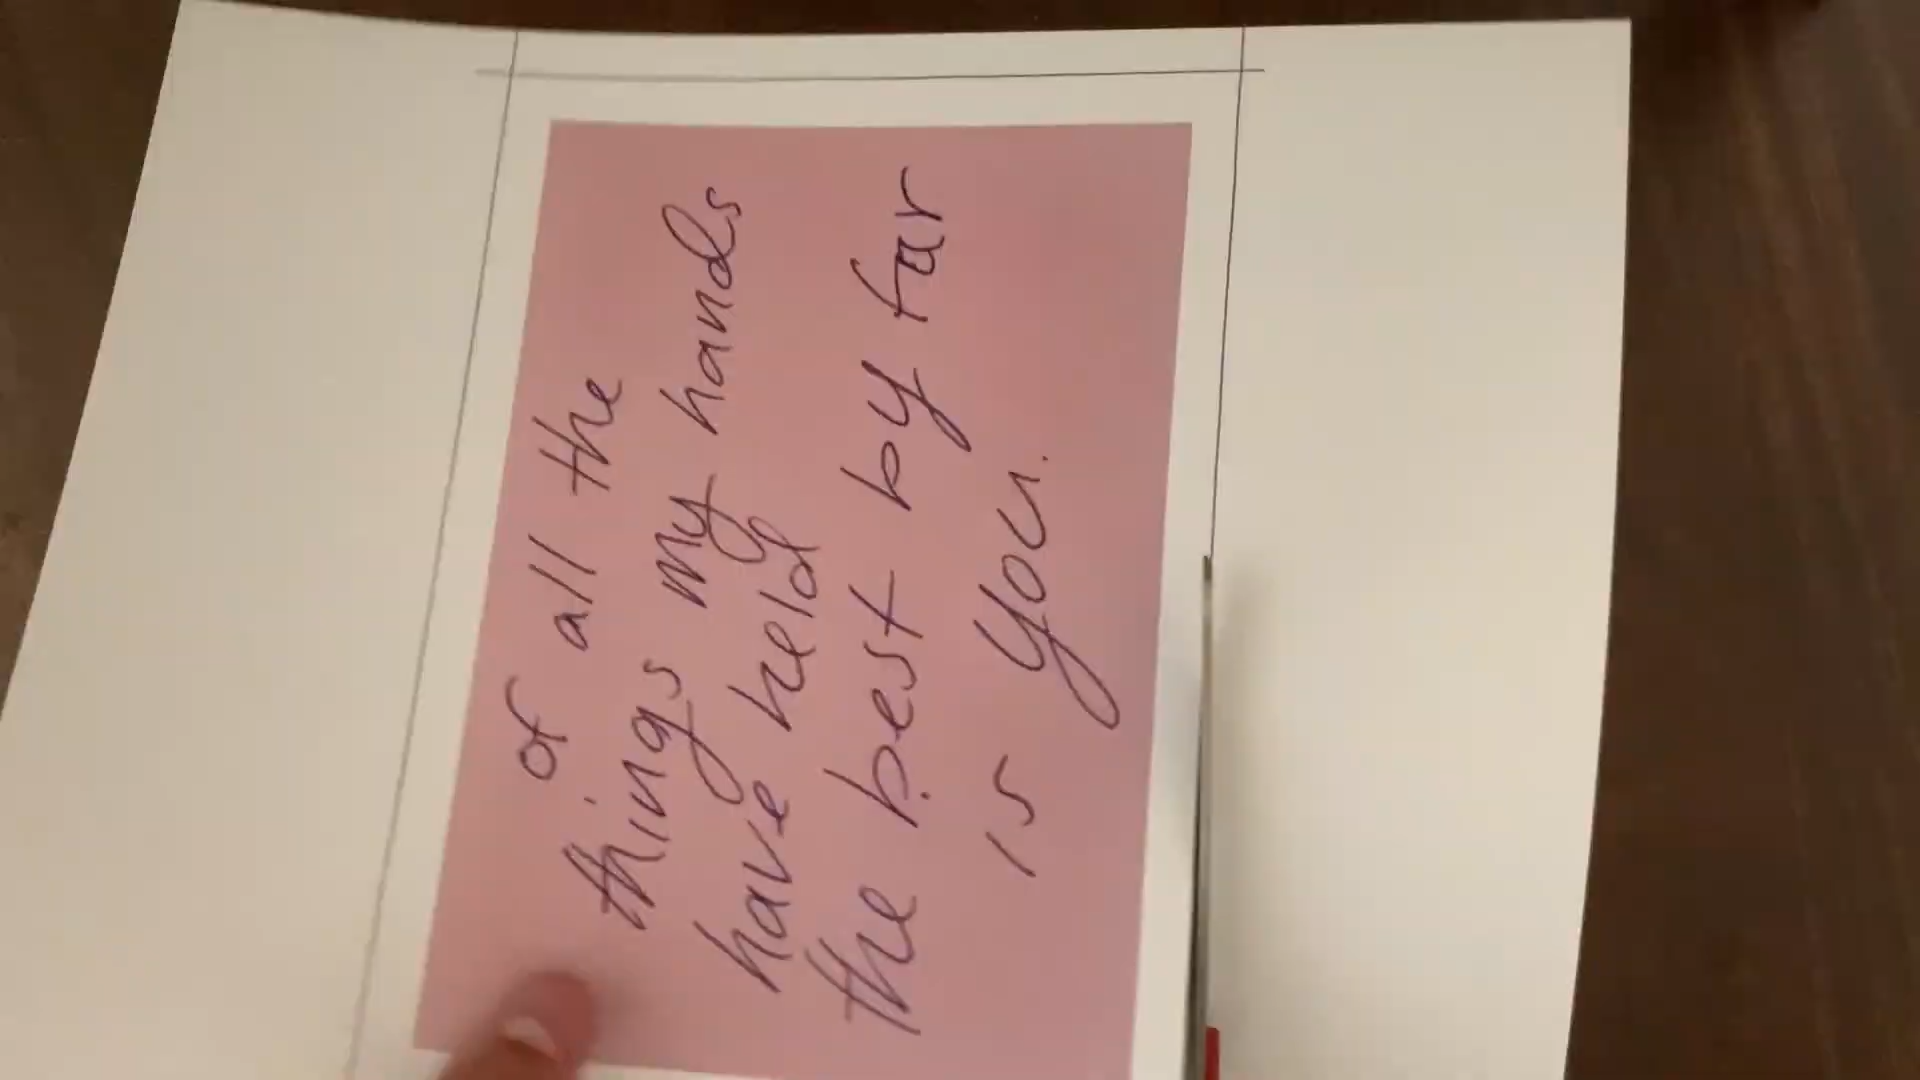 of all the
things my hands
have held
the best by far
is you.